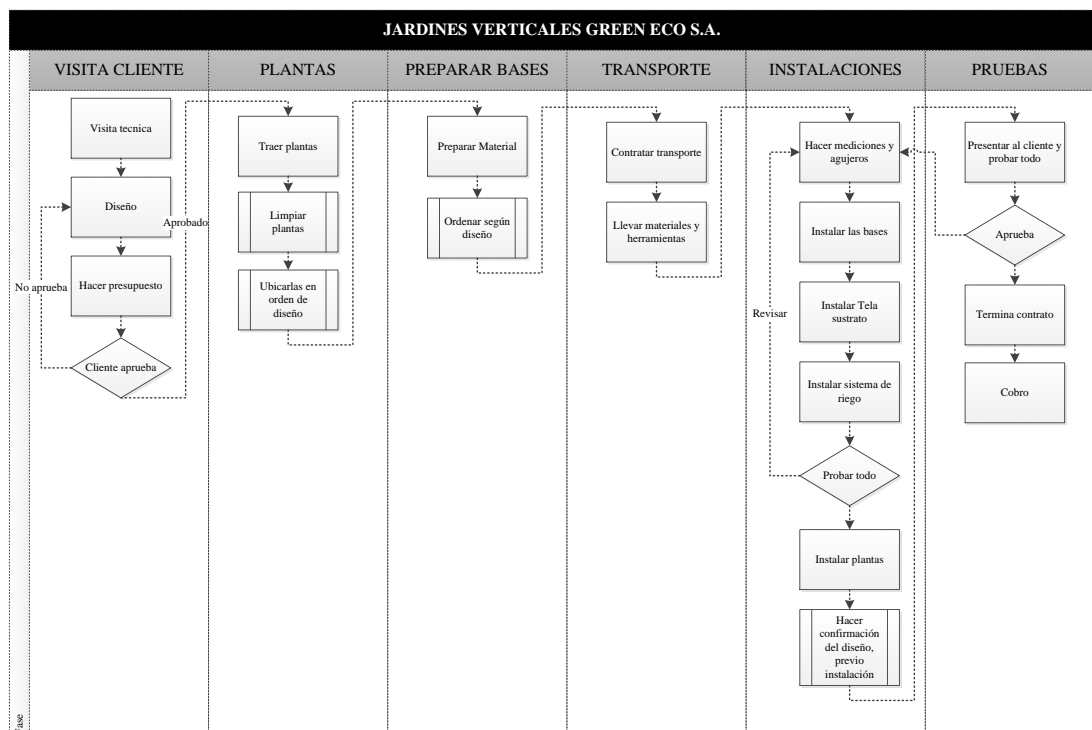 JARDINES VERTICALES GREEN ECO S.A.
VISITA CLIENTE
PLANTAS
PREPARAR BASES
TRANSPORTE
INSTALACIONES
PRUEBAS
Visita tecnica
Diseño
Hacer presupuesto
Cliente aprueba
No aprueba
Aprobado
Traer plantas
Limpiar
plantas
Ubicarlas en
orden de
diseño
Preparar Material
Ordenar según
diseño
Contratar transporte
Llevar materiales y
herramientas
Hacer mediciones y
agujeros
Instalar las bases
Instalar Tela
sustrato
Instalar sistema de
riego
Probar todo
Revisar
Instalar plantas
Hacer
confirmación
del diseño,
previo
instalación
Presentar al cliente y
probar todo
Aprueba
Termina contrato
Cobro
Fase